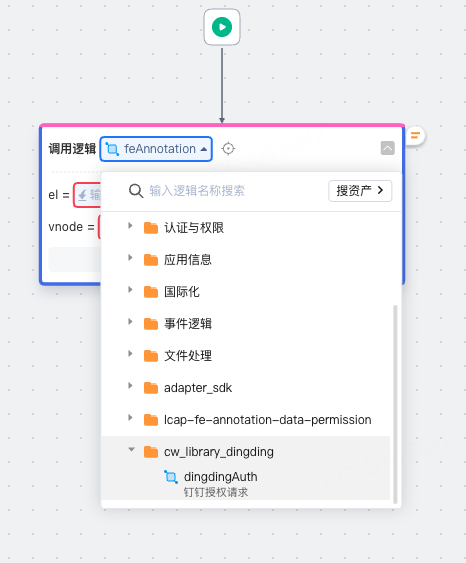 调用逻辑 feAnnotation
el = 输
输入逻辑名称搜索 搜资产
vnode =
认证与权限
应用信息
国际化
事件逻辑
文件处理
adapter_sdk
lcap-fe-annotation-data-permission
cw_library_dingding
dingdingAuth
钉钉授权请求